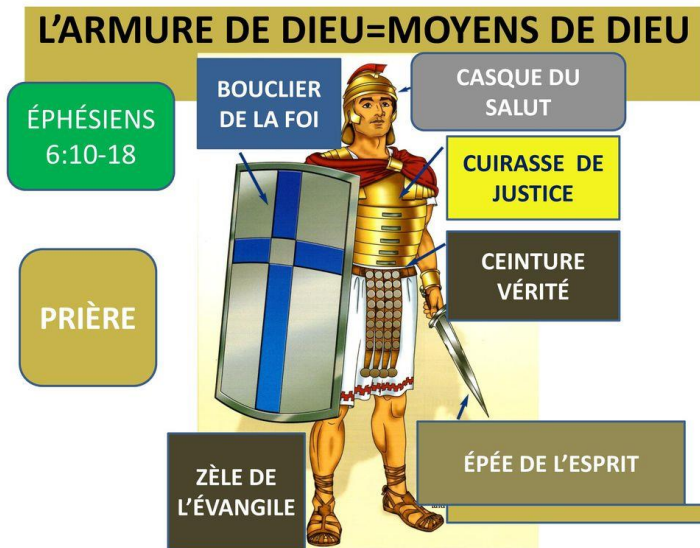 L'ARMURE DE DIEU=MOYENS DE DIEU
BOUCLIER
DE LA FOI
CASQUE DU
SALUT
ÉPHÉSIENS
6:10-18
CUIRASSE DE
JUSTICE
CEINTURE
VÉRITÉ
PRIÈRE
ZÈLE DE
L'ÉVANGILE
ÉPÉE DE L'ESPRIT